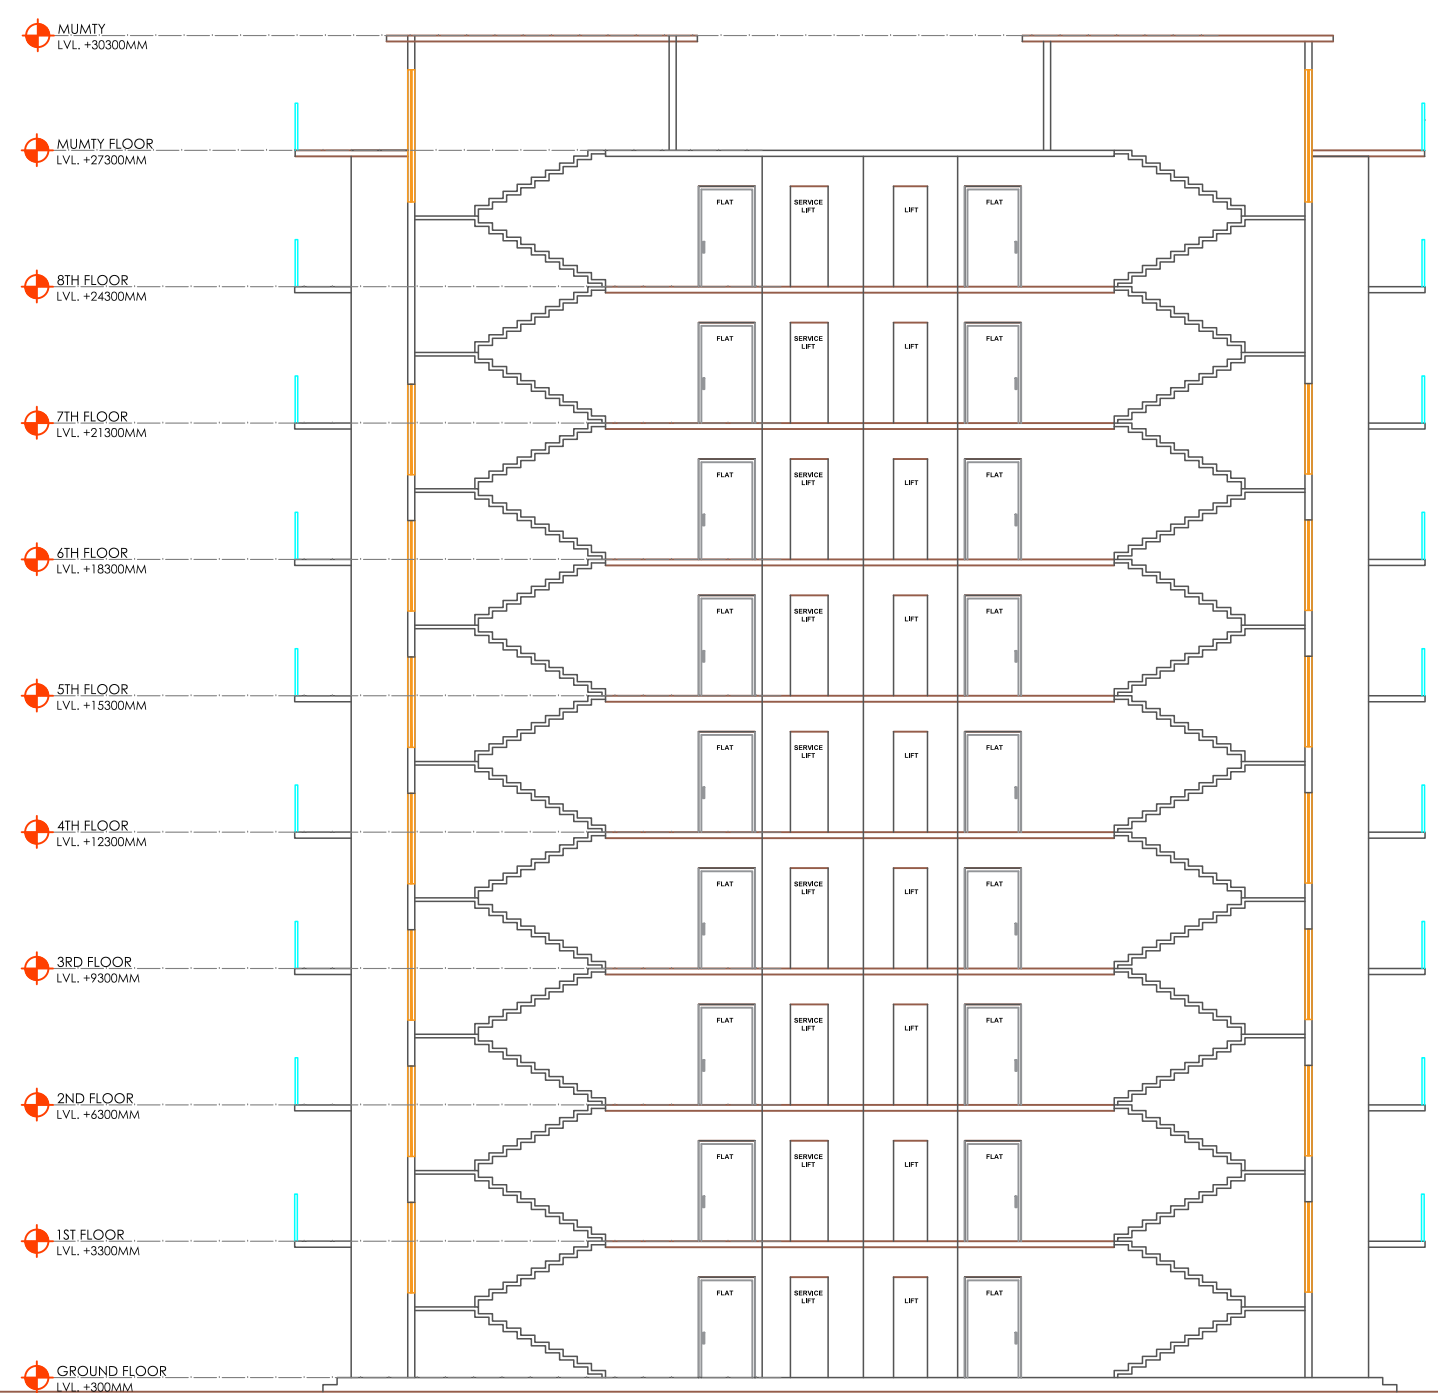 MUMTY
LVL. +30300MM
MUMTY FLOOR
LVL. +27300MM
FLAT
SERVICE
LIFT
LIFT
FLAT
8TH FLOOR
LVL. +24300MM
FLAT
SERVICE
LIFT
LIFT
FLAT
7TH FLOOR
LVL. +21300MM
FLAT
SERVICE
LIFT
LIFT
FLAT
6TH FLOOR
LVL. +18300MM
FLAT
SERVICE
LIFT
LIFT
FLAT
5TH FLOOR
LVL. +15300MM
FLAT
SERVICE
LIFT
LIFT
FLAT
4TH FLOOR
LVL. +12300MM
FLAT
SERVICE
LIFT
LIFT
FLAT
3RD FLOOR
LVL. +9300MM
FLAT
SERVICE
LIFT
LIFT
FLAT
2ND FLOOR
LVL. +6300MM
FLAT
SERVICE
LIFT
LIFT
FLAT
1ST FLOOR
LVL. +3300MM
FLAT
SERVICE
LIFT
LIFT
FLAT
GROUND FLOOR
LVL. +300MM